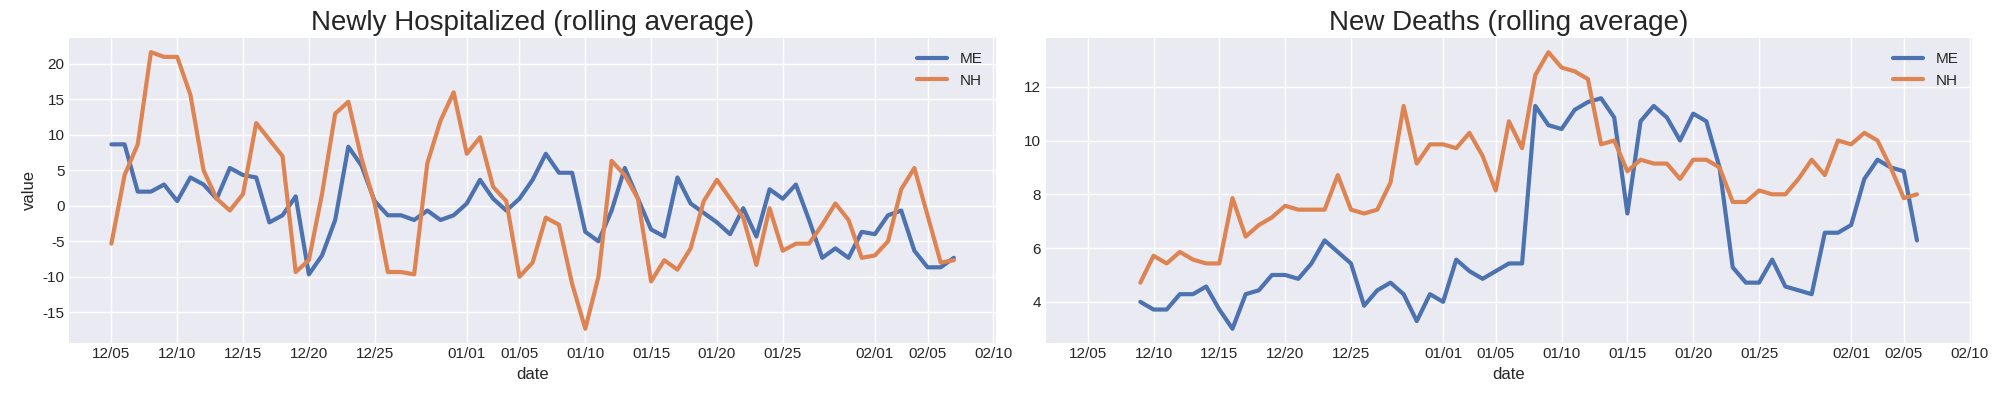 Newly Hospitalized (rolling average)
ME
NH
value
20
15
10
5
0
-5
-10
-15
12/05 12/10 12/15 12/20 12/25 01/01 01/05 01/10 01/15 01/20 01/25 02/01 02/05 02/10
date
New Deaths (rolling average)
ME
NH
12
10
8
6
4
12/05 12/10 12/15 12/20 12/25 01/01 01/05 01/10 01/15 01/20 01/25 02/01 02/05 02/10
date